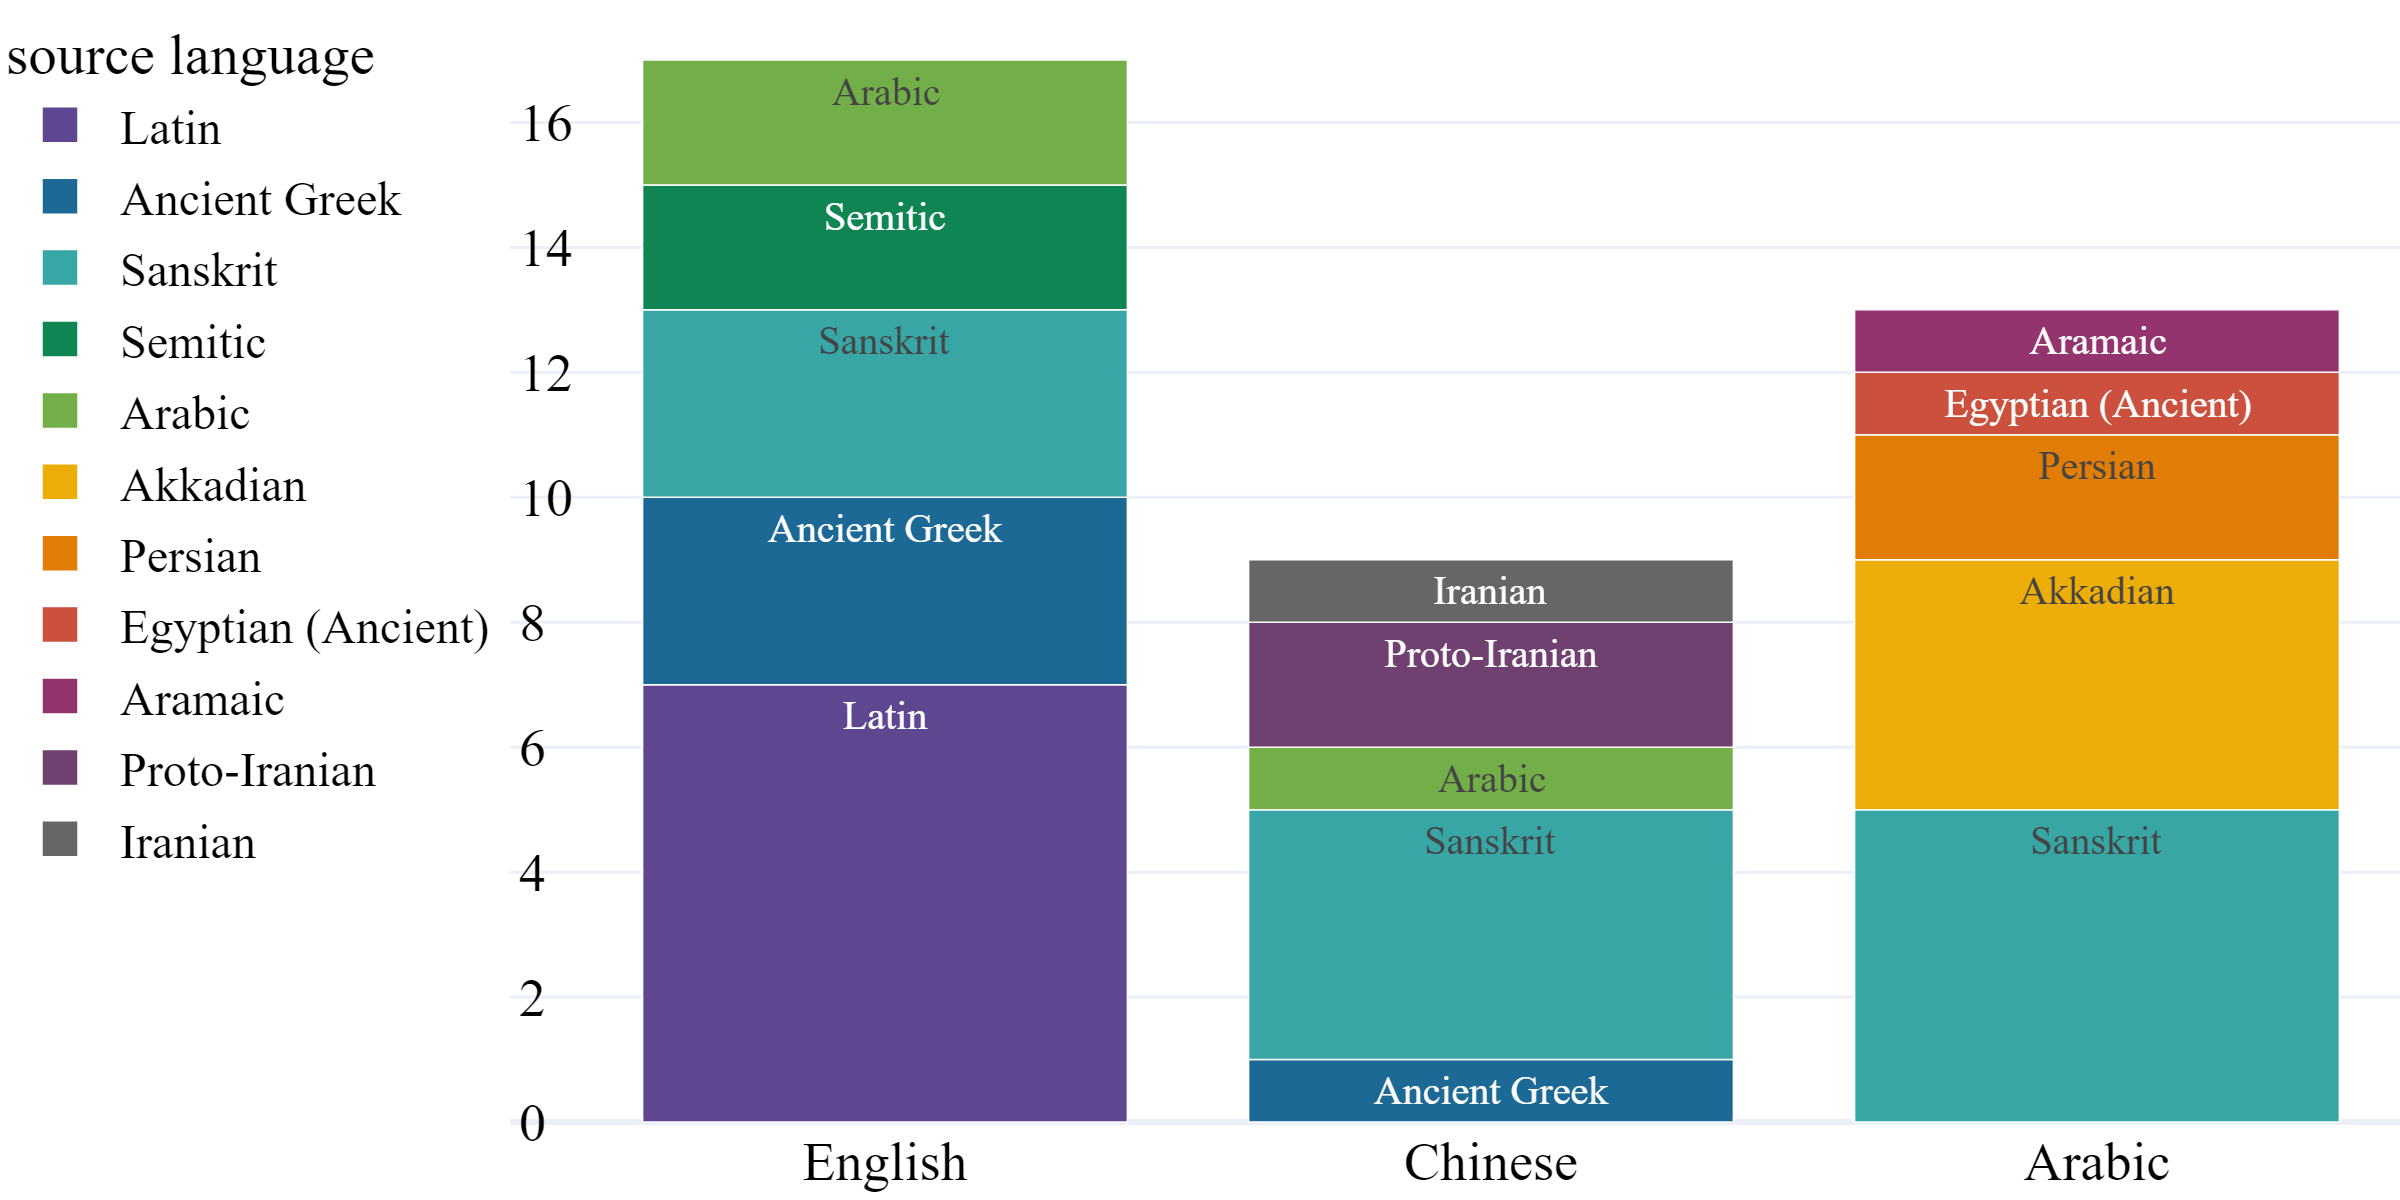 source language
Latin
Ancient Greek
Sanskrit
Semitic
Arabic
Akkadian
Persian
Egyptian (Ancient)
Aramaic
Proto-Iranian
Iranian
16
14
12
10
8
6
4
2
0
Arabic
Semitic
Sanskrit
Ancient Greek
Latin
Iranian
Proto-Iranian
Arabic
Sanskrit
Ancient Greek
Aramaic
Egyptian (Ancient)
Persian
Akkadian
Sanskrit
English
Chinese
Arabic